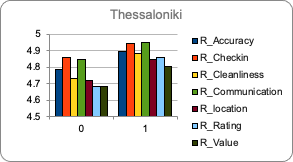 Thessaloniki
5
4.9
4.8
4.7
4.6
4.5
0
1
R_Accuracy
R_Checkin
R_Cleanliness
R_Communication
R_location
R_Rating
R_Value